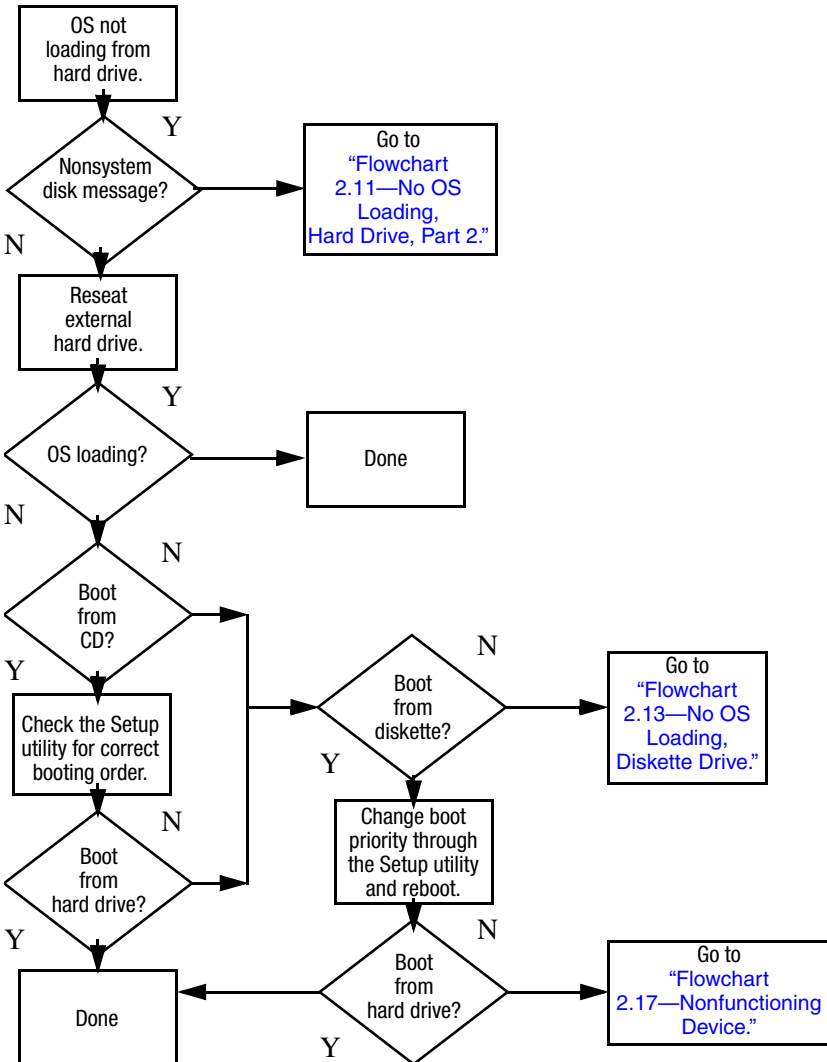 OS not
loading from
hard drive.
Y
Nonsystem
disk message?
Go to
“Flowchart
2.11—No OS
Loading,
Hard Drive, Part 2.”
N
Reseat
external
hard drive.
Y
OS loading?
Done
N
N
Boot
from
CD?
Y
Check the Setup
utility for correct
booting order.
N
Boot
from
hard drive?
Y
Done
N
Boot
from
diskette?
Go to
“Flowchart
2.13—No OS
Loading,
Diskette Drive.”
Y
Change boot
priority through
the Setup utility
and reboot.
N
Boot
from
hard drive?
Go to
“Flowchart
2.17—Nonfunctioning
Device.”
Y